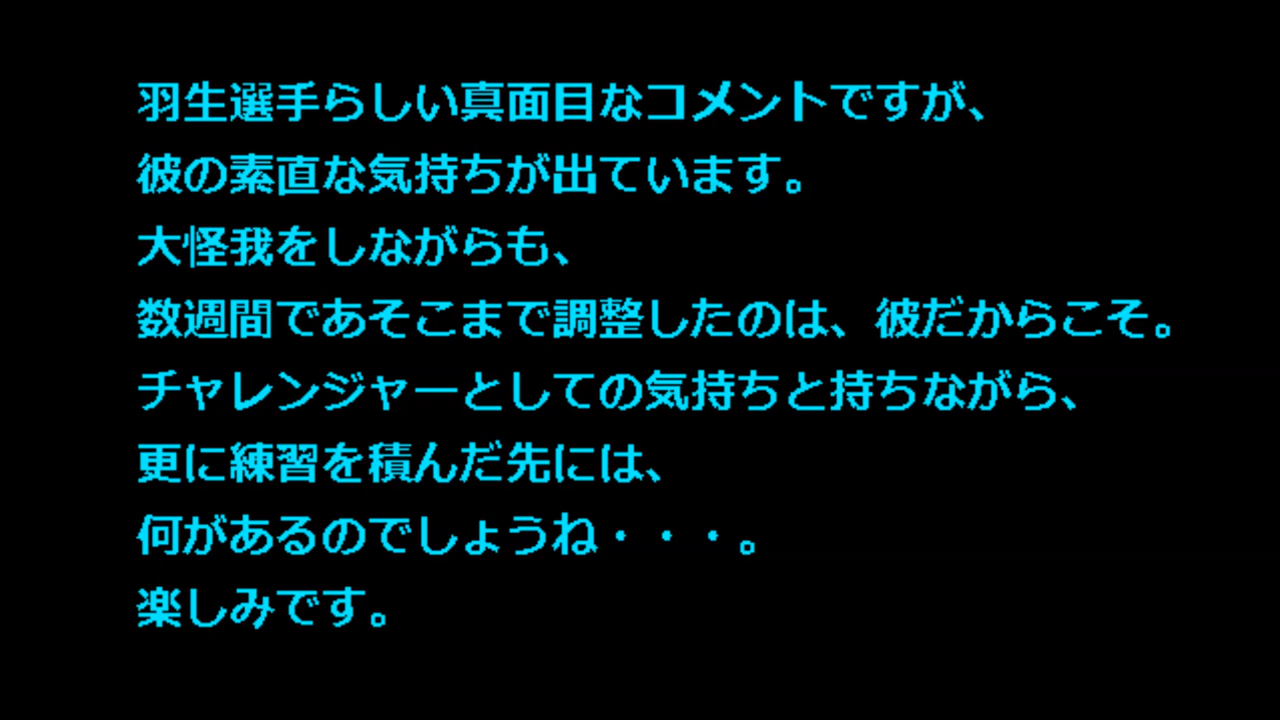 羽生選手らしい真面目なコメントですが、
彼の素直な気持ちが出ています。
大怪我をしながらも、
数週間であそこまで調整したのは、彼だからこそ。
チャレンジャーとしての気持ちと持ちながら、
更に練習を積んだ先には、
何があるのでしょうね・・・。
楽しみです。